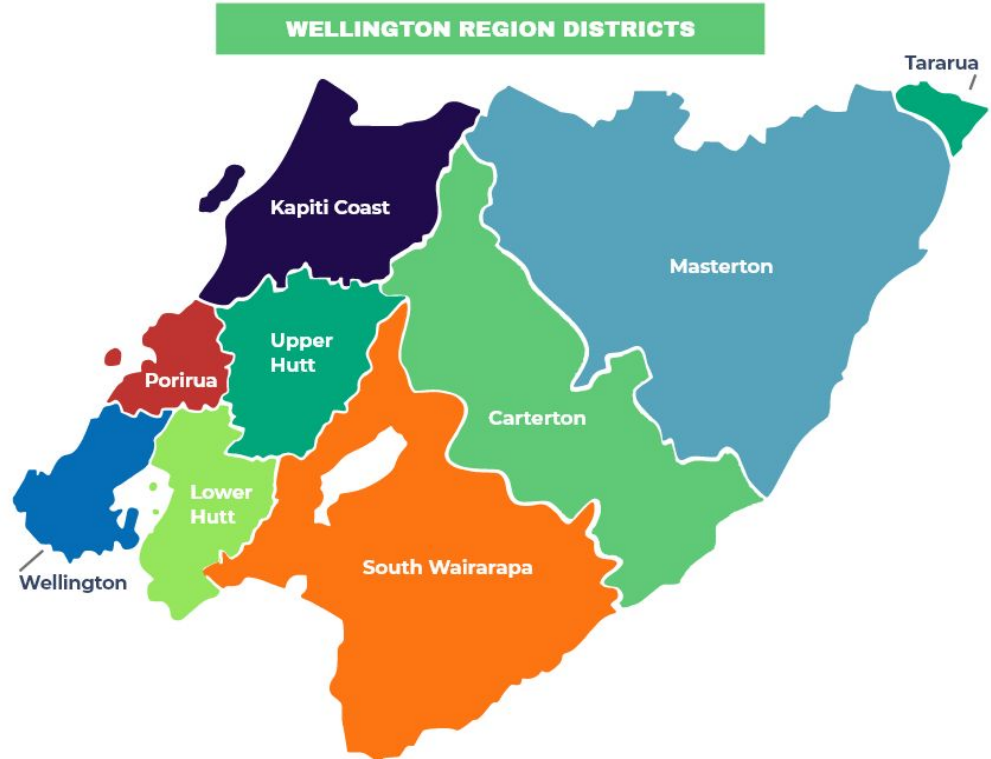 WELLINGTON REGION DISTRICTS
Tararua
Kapiti Coast
Masterton
Upper
Hutt
Porirua
Carterton
Lower
Hutt
South Wairarapa
Wellington